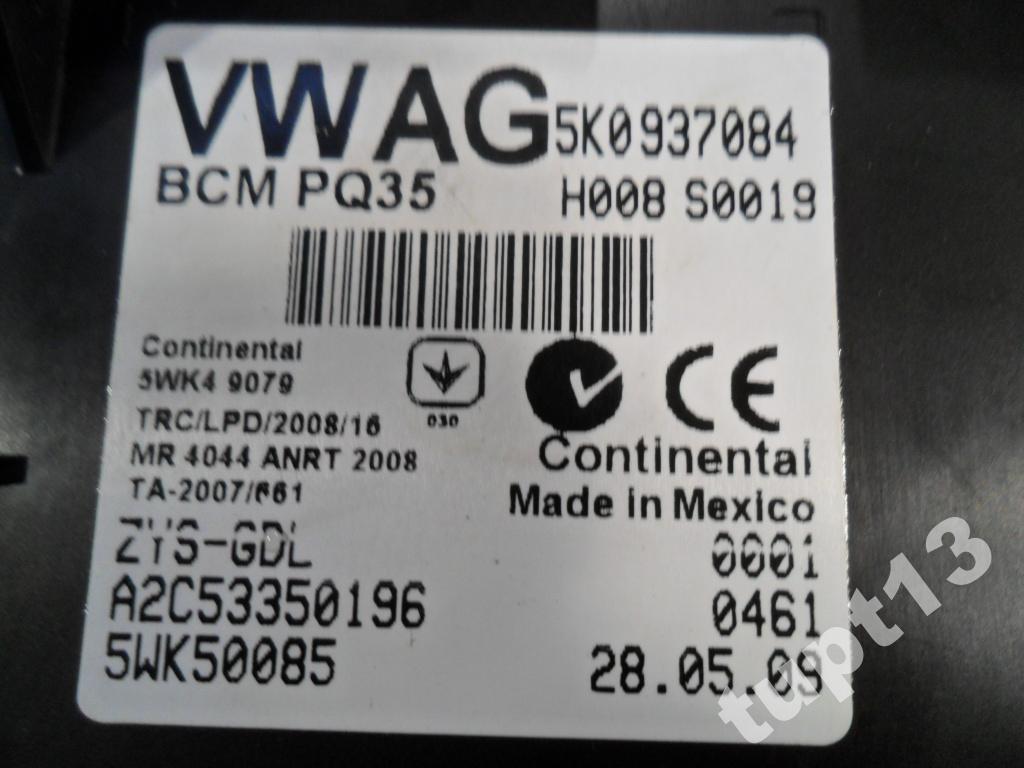 VWAG 5K0937084
BCM PQ35 H008 S0019
Continental
5WK4 9079
030
TRC/LPD/2008/16
MR 4044 ANRT 2008
TA-2007/661
CE
Continental
Made in Mexico
ZYS-GDL 0001
A2C53350196 0461
5WK50085 28.05.09
tupt13